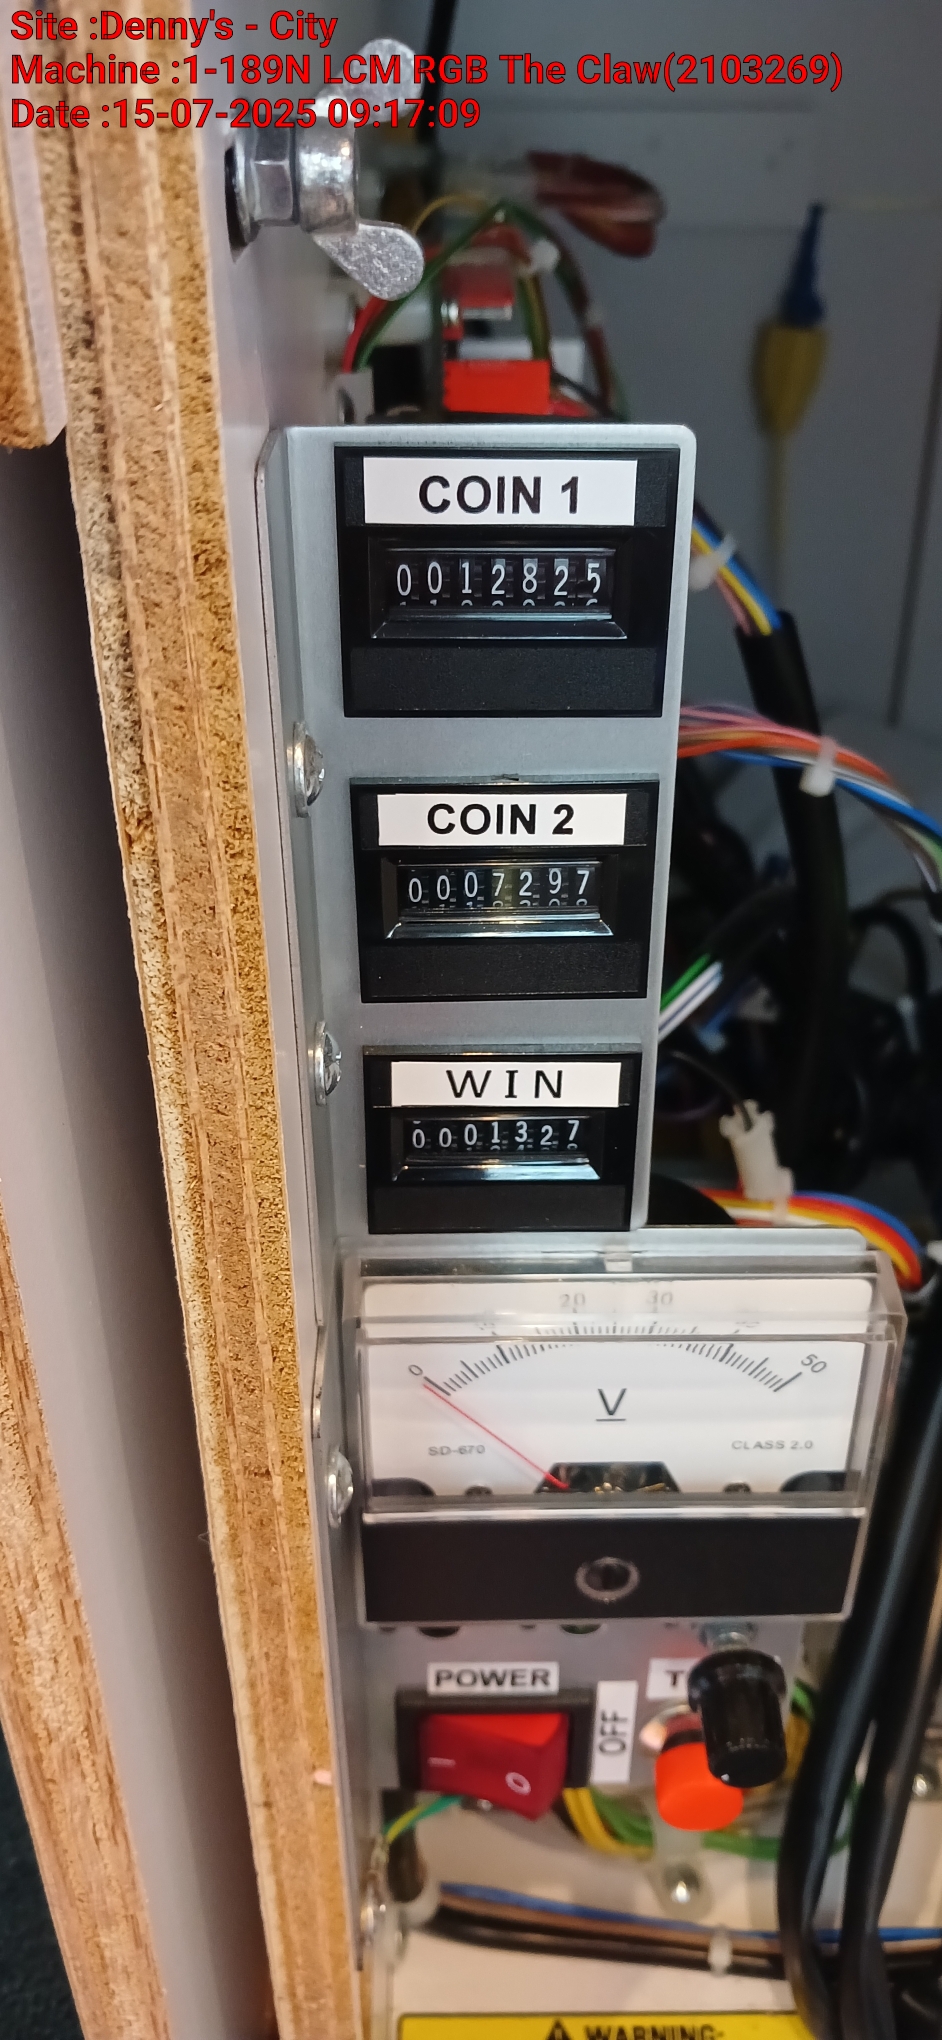 Site :Denny's - City
Machine :1-189N LCM RGB The Claw(2103269)
Date :15-07-2025 09:17:09
COIN 1
0012825
COIN 2
0007297
WIN
0001327
20 30
0 50
V
SD-670 CLASS 2.0
POWER
OFF
WARNING: